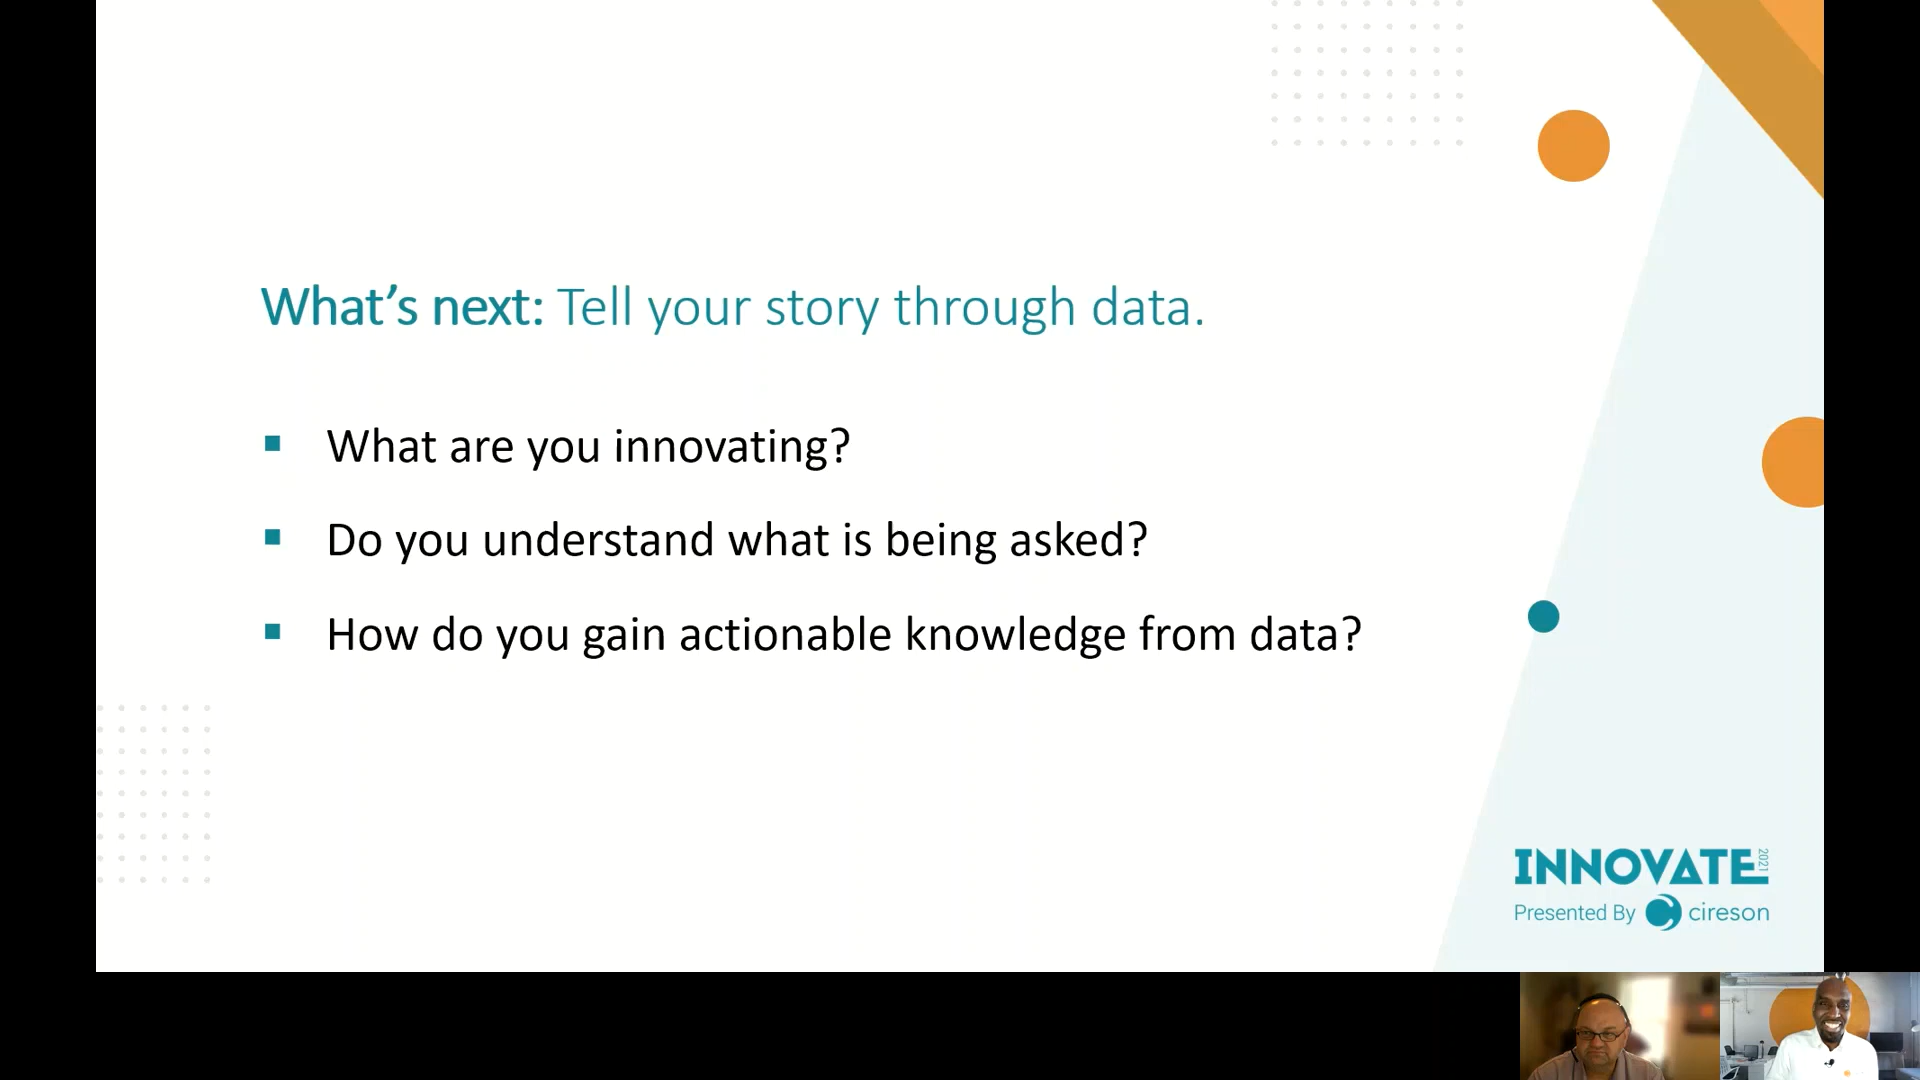 What’s next: Tell your story through data.
What are you innovating?
Do you understand what is being asked?
How do you gain actionable knowledge from data?
INNOVATE 2021
Presented By cireson